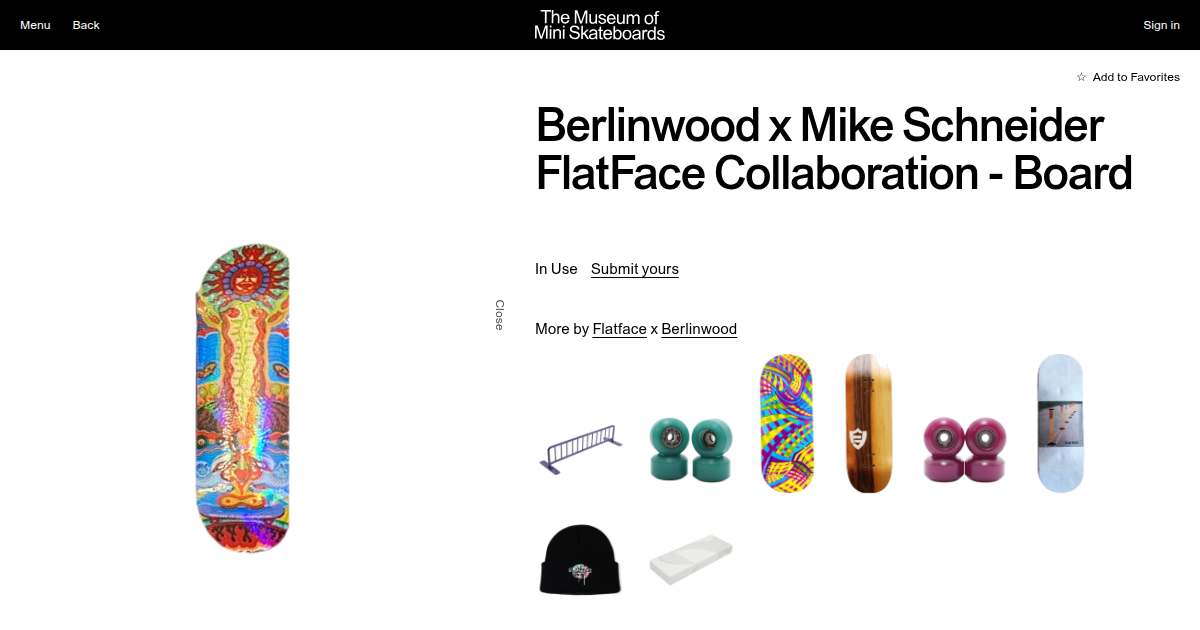 Menu
Back
The Museum of
Mini Skateboards
Sign in
☆ Add to Favorites
Berlinwood x Mike Schneider
FlatFace Collaboration - Board
In Use Submit yours
Close
More by Flatface x Berlinwood